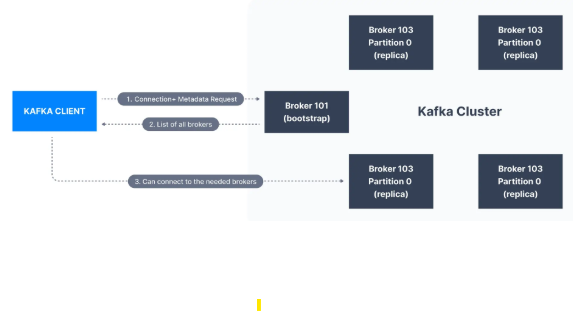 Broker 103
Partition 0
(replica)
Broker 103
Partition 0
(replica)
KAFKA CLIENT
1. Connection+ Metadata Request
2. List of all brokers
Broker 101
(bootstrap)
Kafka Cluster
3. Can connect to the needed brokers
Broker 103
Partition 0
(replica)
Broker 103
Partition 0
(replica)